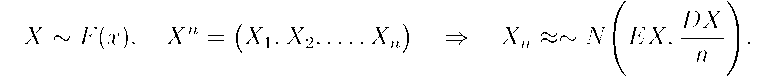 X ∼ F(x). X^n = (X_1, X_2, . . . . , X_n) ⇒ X_n ≈∼ N(EX, DX/n).